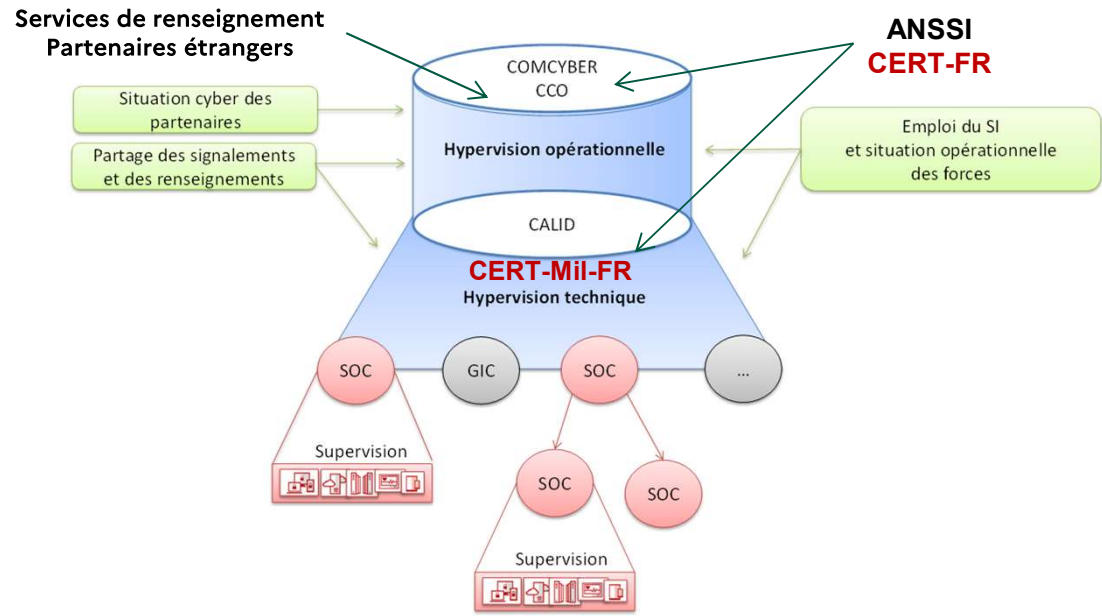 Services de renseignement
Partenaires étrangers
ANSSI
CERT-FR
COMCYBER
CCO
Situation cyber des
partenaires
Partage des signalements
et des renseignements
Hypervision opérationnelle
Emploi du SI
et situation opérationnelle
des forces
CALID
CERT-Mil-FR
Hypervision technique
SOC
GIC
SOC
...
Supervision
SOC
SOC
Supervision